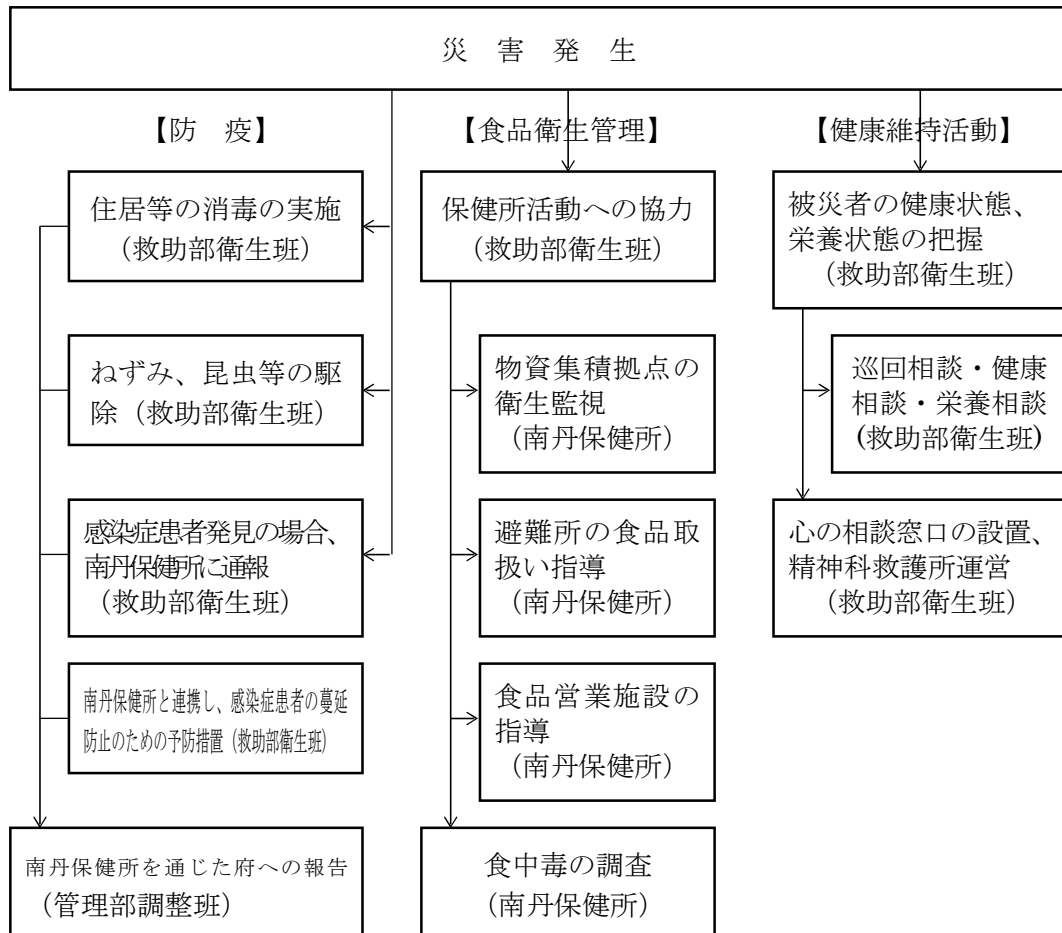 災　害　発　生
【防　疫】
住居等の消毒の実施
（救助部衛生班）
ねずみ、昆虫等の駆
除（救助部衛生班）
感染症患者発見の場合、
南丹保健所に通報
（救助部衛生班）
南丹保健所と連携し、感染症患者の蔓延
防止のための予防措置（救助部衛生班）
南丹保健所を通じた府への報告
（管理部調整班）
【食品衛生管理】
保健所活動への協力
（救助部衛生班）
物資集積拠点の
衛生監視
（南丹保健所）
避難所の食品取
扱い指導
（南丹保健所）
食品営業施設の
指導
（南丹保健所）
食中毒の調査
（南丹保健所）
【健康維持活動】
被災者の健康状態、
栄養状態の把握
（救助部衛生班）
巡回相談・健康
相談・栄養相談
(救助部衛生班)
心の相談窓口の設置、
精神科救護所運営
（救助部衛生班）